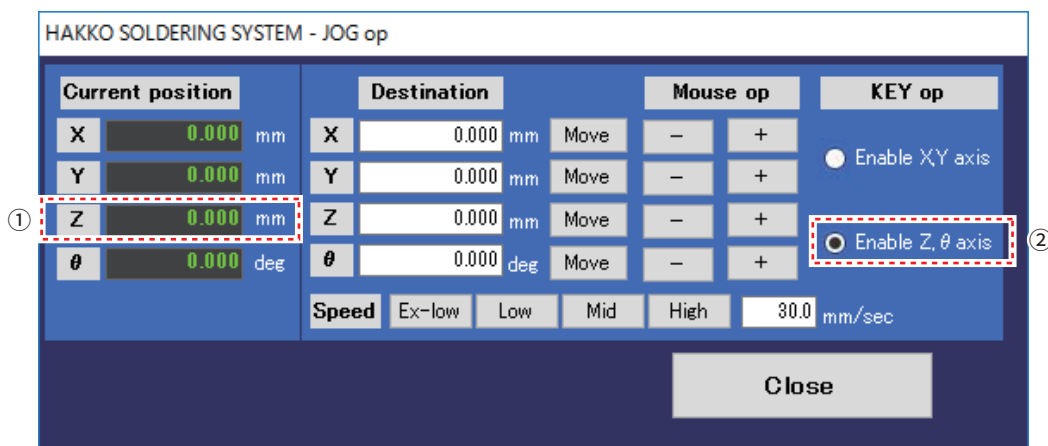 HAKKO SOLDERING SYSTEM - JOG op
Current position Destination Mouse op KEY op
X 0.000 mm X 0.000 mm Move − +
Enable X,Y axis
Y 0.000 mm Y 0.000 mm Move − +
① Z 0.000 mm Z 0.000 mm Move − +
Enable Z, θ axis ②
θ 0.000 deg θ 0.000 deg Move − +
Speed Ex-low Low Mid High 30.0 mm/sec
Close